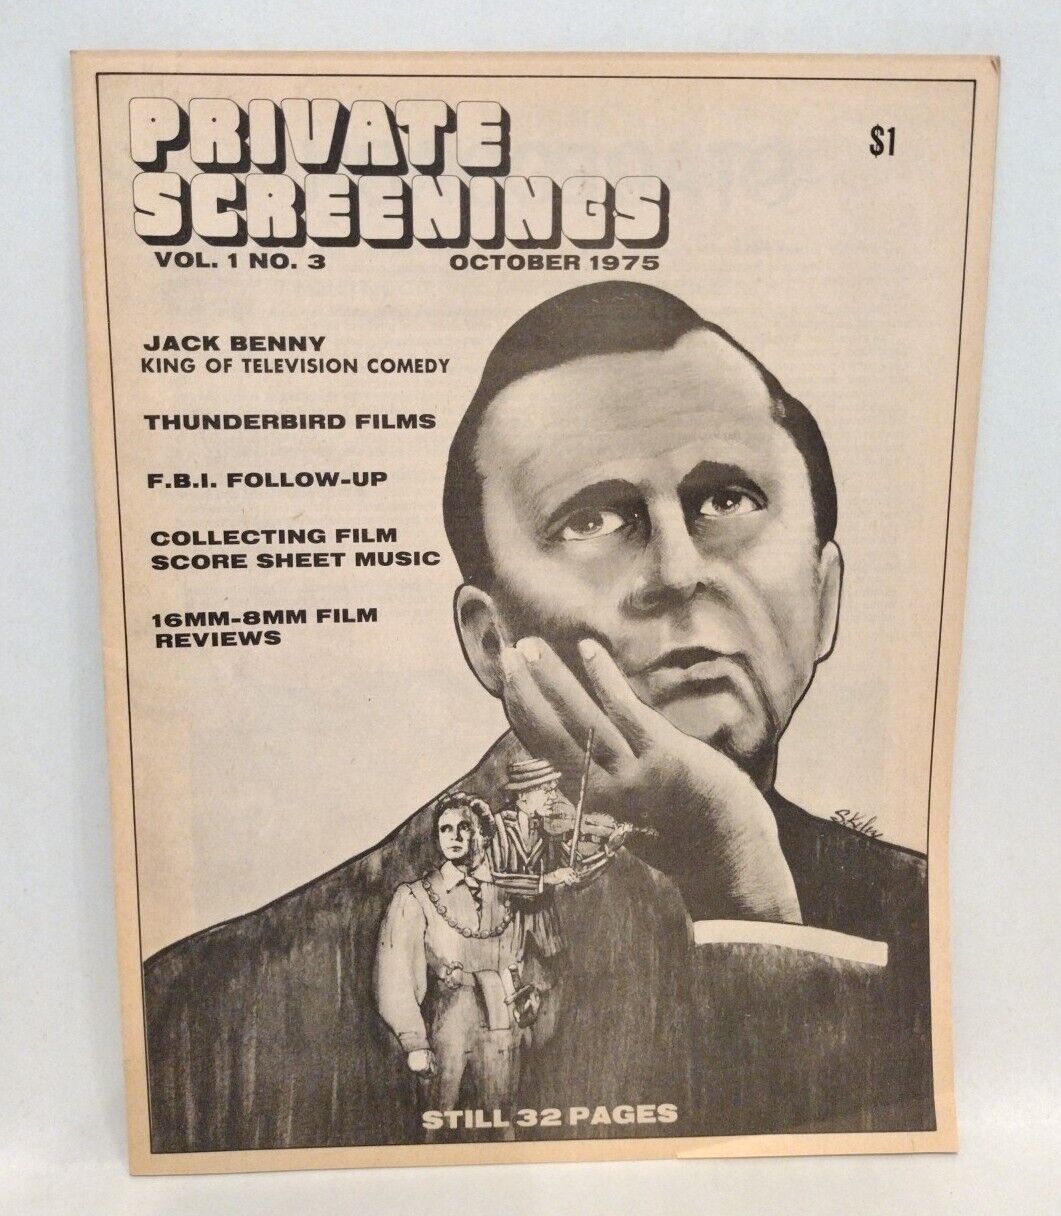 PRIVATE
SCREENINGS
$1
VOL. 1 NO. 3 OCTOBER 1975
JACK BENNY
KING OF TELEVISION COMEDY
THUNDERBIRD FILMS
F.B.I. FOLLOW-UP
COLLECTING FILM
SCORE SHEET MUSIC
16MM-8MM FILM
REVIEWS
STILL 32 PAGES